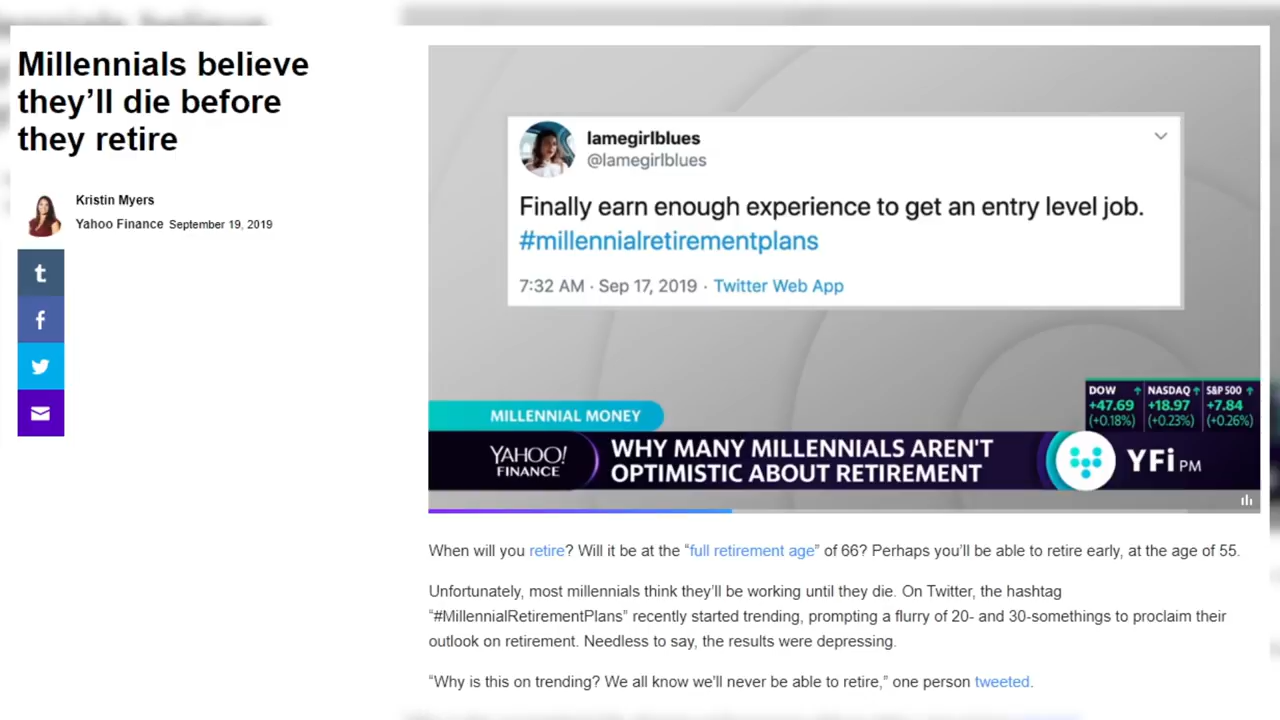 Millennials believe
they’ll die before
they retire
Kristin Myers
Yahoo Finance September 19, 2019
lamegirlblues
@lamegirlblues
Finally earn enough experience to get an entry level job.
#millennialretirementplans
7:32 AM · Sep 17, 2019 · Twitter Web App
MILLENNIAL MONEY
DOW NASDAQ S&P 500
+47.69 +18.97 +7.84
(+0.18%) (+0.23%) (+0.26%)
YAHOO!
FINANCE
WHY MANY MILLENNIALS AREN'T
OPTIMISTIC ABOUT RETIREMENT
YFi PM
When will you retire? Will it be at the “full retirement age” of 66? Perhaps you’ll be able to retire early, at the age of 55.
Unfortunately, most millennials think they’ll be working until they die. On Twitter, the hashtag
“#MillennialRetirementPlans” recently started trending, prompting a flurry of 20- and 30-somethings to proclaim their
outlook on retirement. Needless to say, the results were depressing.
“Why is this on trending? We all know we’ll never be able to retire,” one person tweeted.